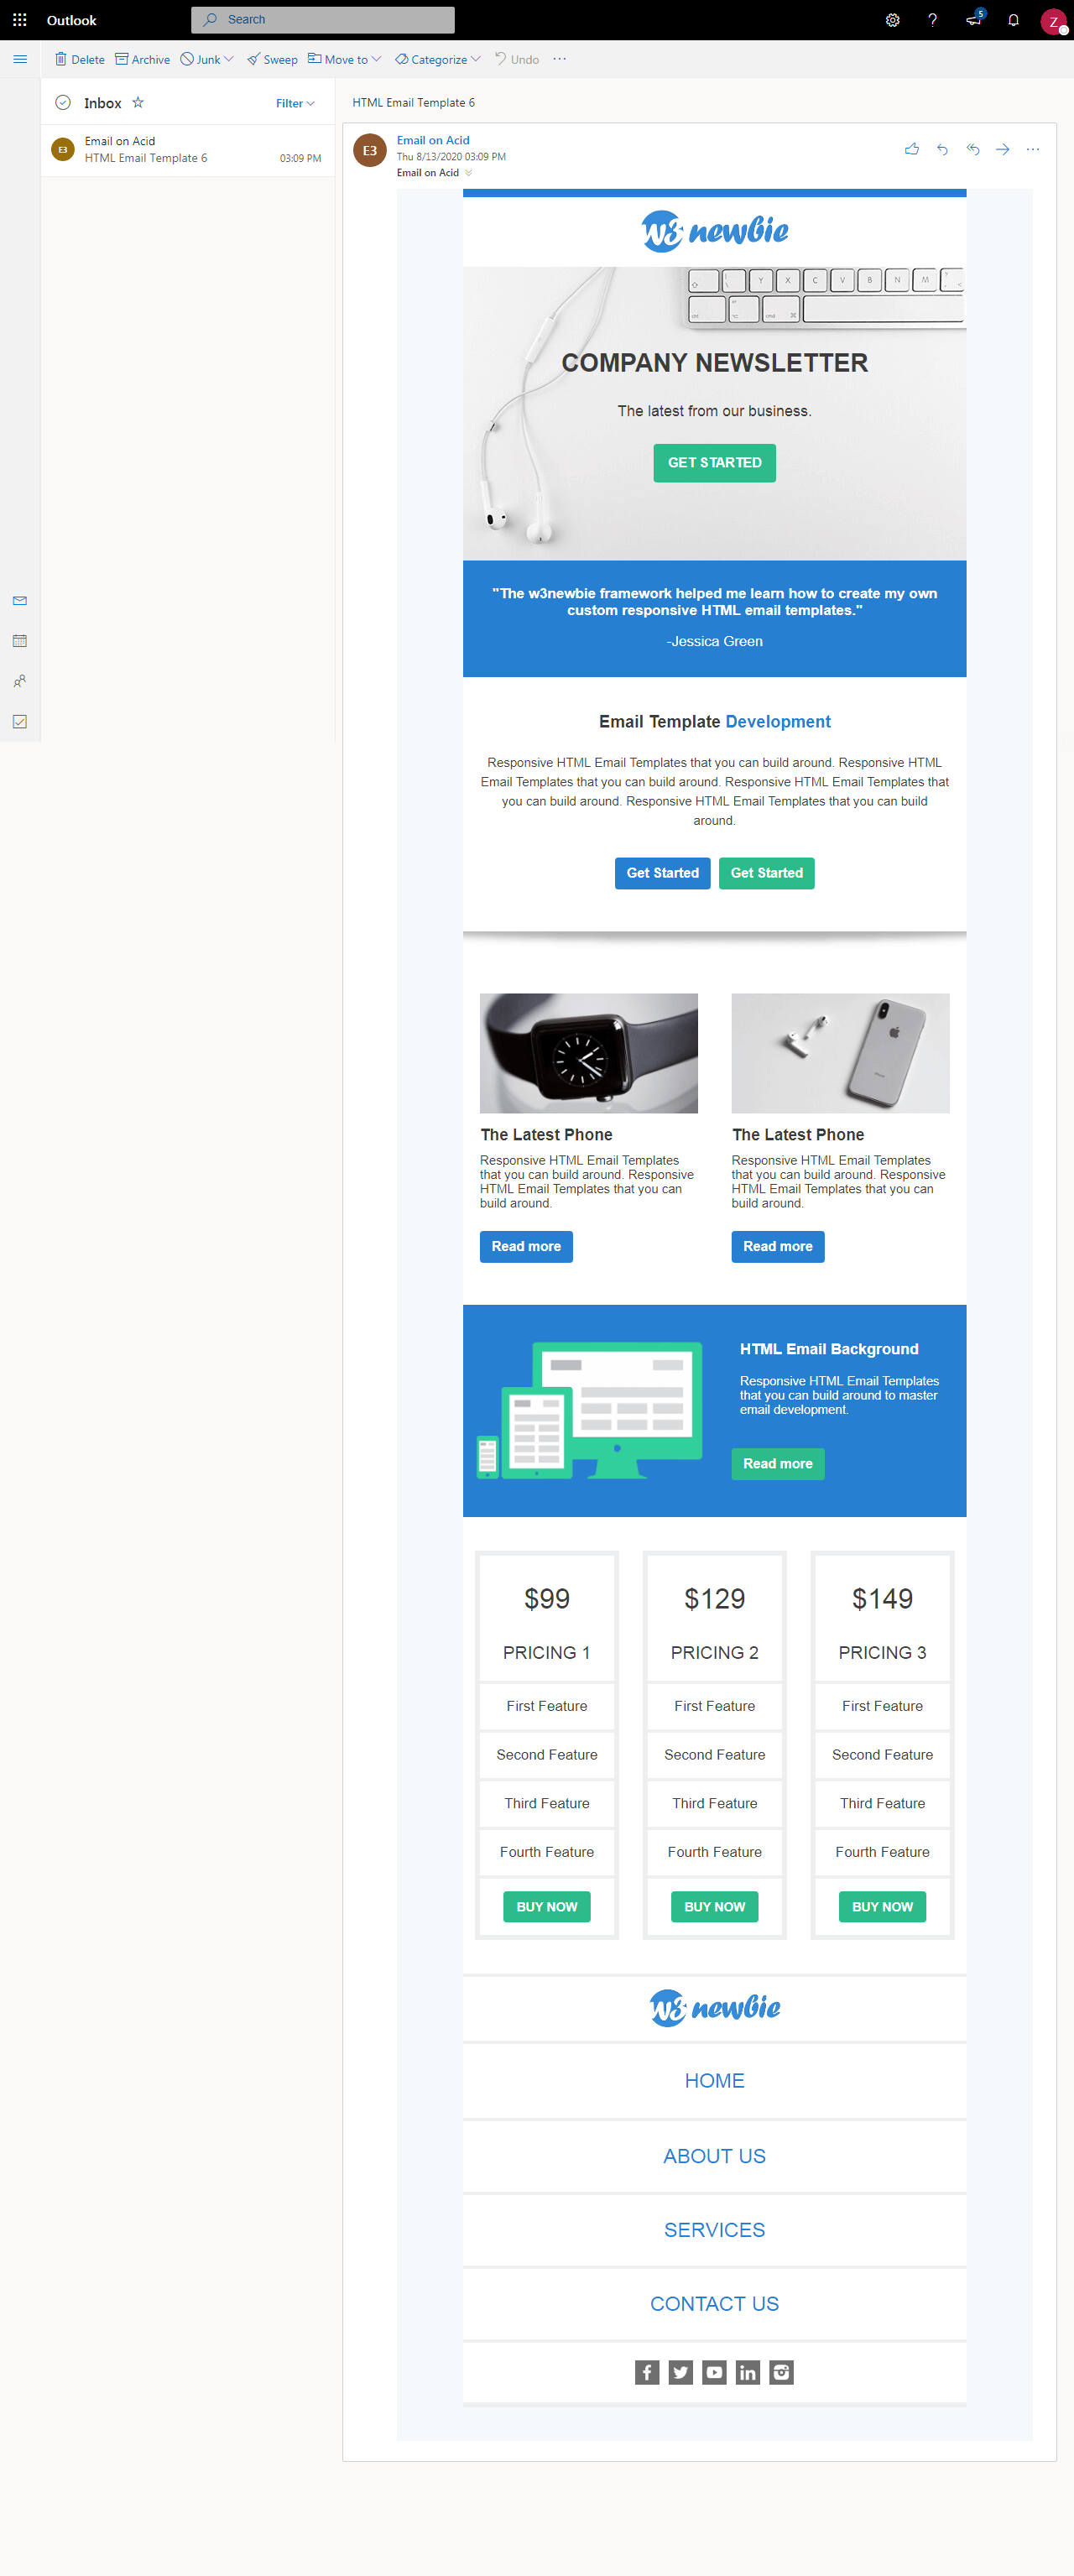 Outlook
Search
5
Z
Delete
Archive
Junk
Sweep
Move to
Categorize
Undo
Inbox
Filter
HTML Email Template 6
E3
Email on Acid
HTML Email Template 6
03:09 PM
E3
Email on Acid
Thu 8/13/2020 03:09 PM
Email on Acid
w3 newbie
Y X C V B N M
cmd
COMPANY NEWSLETTER
The latest from our business.
GET STARTED
"The w3newbie framework helped me learn how to create my own
custom responsive HTML email templates."
-Jessica Green
Email Template Development
Responsive HTML Email Templates that you can build around. Responsive HTML
Email Templates that you can build around. Responsive HTML Email Templates that
you can build around. Responsive HTML Email Templates that you can build
around.
Get Started
Get Started
The Latest Phone
Responsive HTML Email Templates
that you can build around. Responsive
HTML Email Templates that you can
build around.
Read more
The Latest Phone
Responsive HTML Email Templates
that you can build around. Responsive
HTML Email Templates that you can
build around.
Read more
HTML Email Background
Responsive HTML Email Templates
that you can build around to master
email development.
Read more
$99
PRICING 1
First Feature
Second Feature
Third Feature
Fourth Feature
BUY NOW
$129
PRICING 2
First Feature
Second Feature
Third Feature
Fourth Feature
BUY NOW
$149
PRICING 3
First Feature
Second Feature
Third Feature
Fourth Feature
BUY NOW
w3 newbie
HOME
ABOUT US
SERVICES
CONTACT US